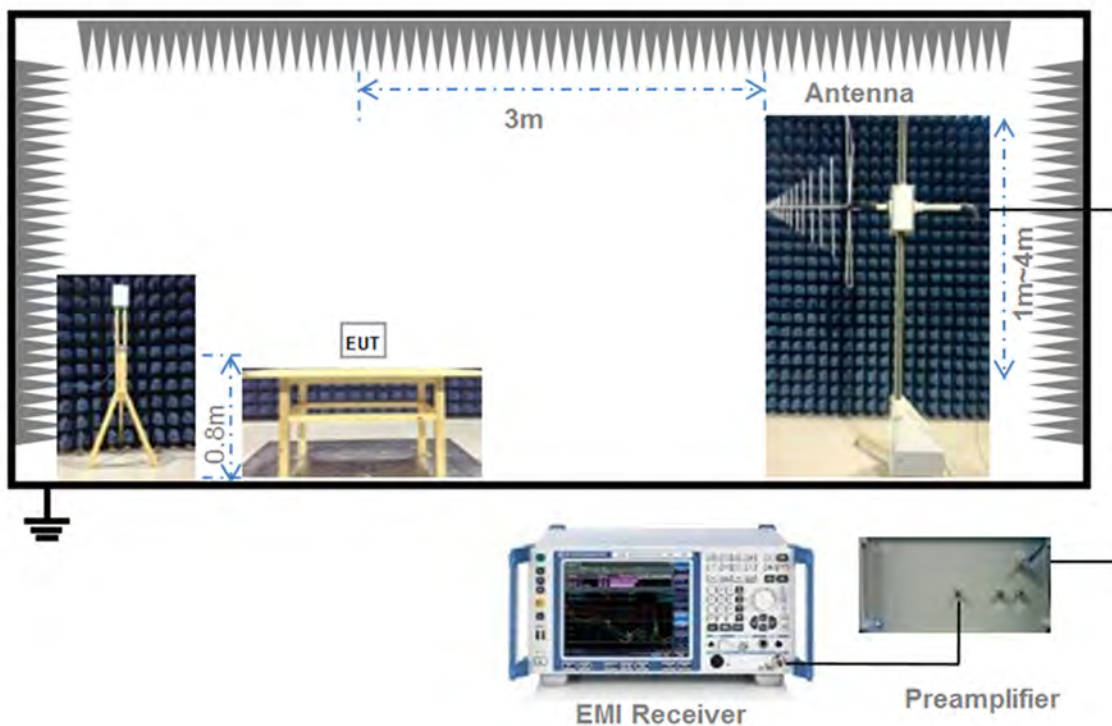 Antenna
3m
1m~4m
EUT
0.8m
Preamplifier
EMI Receiver